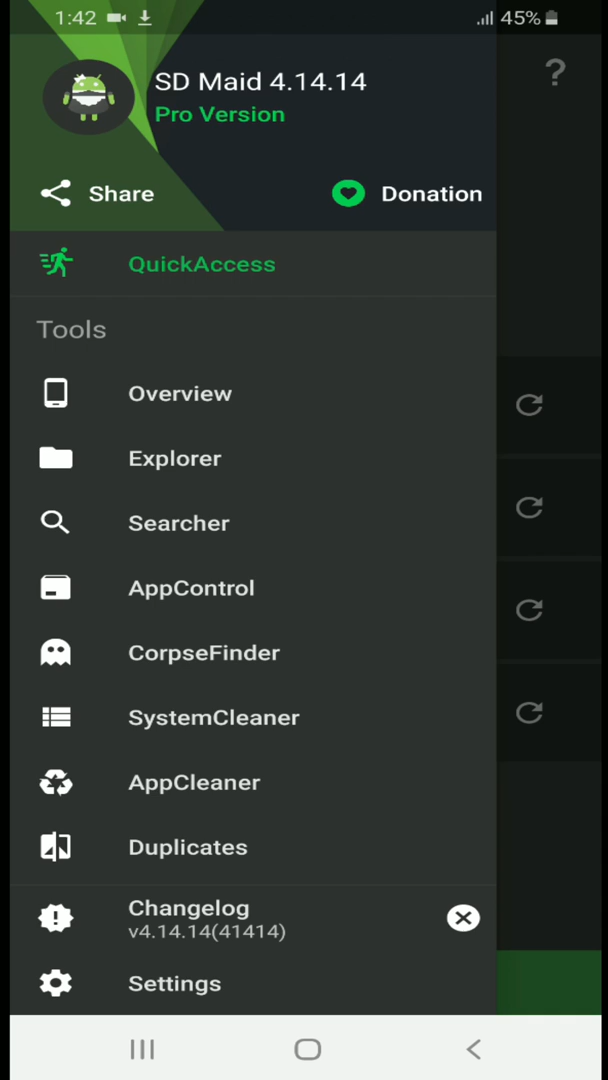 1:42
45%
SD Maid 4.14.14
Pro Version
?
Share
Donation
QuickAccess
Tools
Overview
Explorer
Searcher
AppControl
CorpseFinder
SystemCleaner
AppCleaner
Duplicates
Changelog
v4.14.14(41414)
Settings